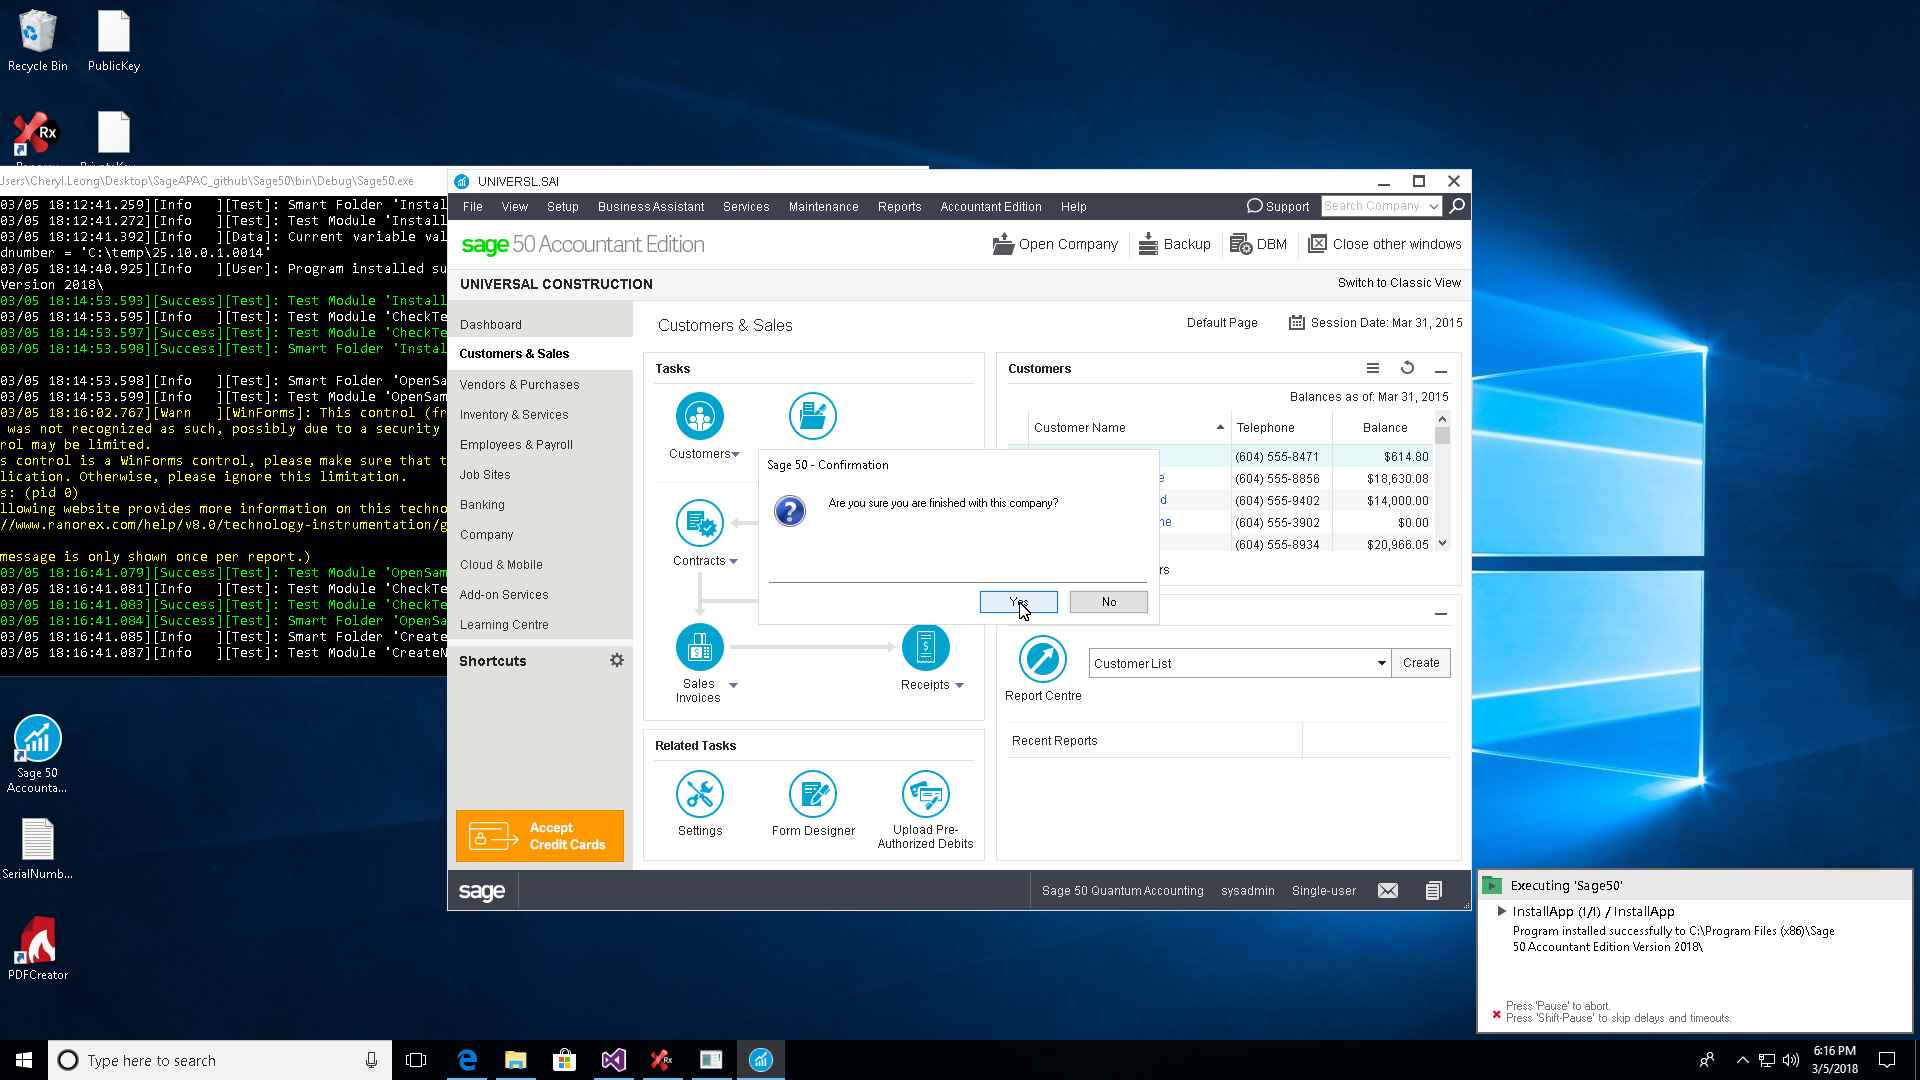 Recycle Bin
PublicKey
Users\Cheryl.Leong\Desktop\SageAPAC_github\Sage50\bin\Debug\Sage50.exe
03/05 18:12:41.259][Info   ][Test]: Smart Folder 'Instal
03/05 18:12:41.272][Info   ][Test]: Test Module 'Install
03/05 18:12:41.392][Info   ][Data]: Current variable val
dnumber = 'C:\temp\25.10.0.1.0014'
03/05 18:14:40.925][Info   ][User]: Program installed su
Version 2018\
03/05 18:14:53.593][Success][Test]: Test Module 'Install
03/05 18:14:53.595][Info   ][Test]: Test Module 'CheckTe
03/05 18:14:53.597][Success][Test]: Test Module 'CheckTe
03/05 18:14:53.598][Success][Test]: Smart Folder 'Instal
03/05 18:14:53.598][Info   ][Test]: Smart Folder 'OpenSa
03/05 18:14:53.599][Info   ][Test]: Test Module 'OpenSam
03/05 18:16:02.767][Warn   ][WinForms]: This control (fr
was not recognized as such, possibly due to a security
rol may be limited.
s control is a WinForms control, please make sure that t
lication. Otherwise, please ignore this limitation.
s: (pid 0)
llowing website provides more information on this techno
//www.ranorex.com/help/v8.0/technology-instrumentation/g
message is only shown once per report.)
03/05 18:16:41.079][Success][Test]: Test Module 'OpenSam
03/05 18:16:41.081][Info   ][Test]: Test Module 'CheckTe
03/05 18:16:41.083][Success][Test]: Test Module 'CheckTe
03/05 18:16:41.084][Success][Test]: Smart Folder 'OpenSa
03/05 18:16:41.085][Info   ][Test]: Smart Folder 'Create
03/05 18:16:41.087][Info   ][Test]: Test Module 'CreateN
UNIVERSL.SAI
File View Setup Business Assistant Services Maintenance Reports Accountant Edition Help Support Search Company
sage 50 Accountant Edition
Open Company Backup DBM Close other windows
UNIVERSAL CONSTRUCTION
Switch to Classic View
Dashboard
Customers & Sales
Vendors & Purchases
Inventory & Services
Employees & Payroll
Job Sites
Banking
Company
Cloud & Mobile
Add-on Services
Learning Centre
Shortcuts
Accept
Credit Cards
Customers & Sales
Default Page
Session Date: Mar 31, 2015
Tasks
Customers
Contracts
Sales
Invoices
Receipts
Related Tasks
Settings
Form Designer
Upload Pre-
Authorized Debits
Customers
Balances as of: Mar 31, 2015
Customer Name Telephone Balance
(604) 555-8471 $614.80
e (604) 555-8856 $18,630.08
d (604) 555-9402 $14,000.00
ne (604) 555-3902 $0.00
(604) 555-8934 $20,966.05
rs
Sage 50 - Confirmation
Are you sure you are finished with this company?
Yes
No
Report Centre
Customer List
Create
Recent Reports
sage
Sage 50 Quantum Accounting sysadmin Single-user
Sage 50
Accounta...
SerialNumb...
PDFCreator
Executing 'Sage50'
InstallApp (1/1) / InstallApp
Program installed successfully to C:\Program Files (x86)\Sage
50 Accountant Edition Version 2018\
Press 'Pause' to abort.
Press 'Shift-Pause' to skip delays and timeouts.
Type here to search
6:16 PM
3/5/2018